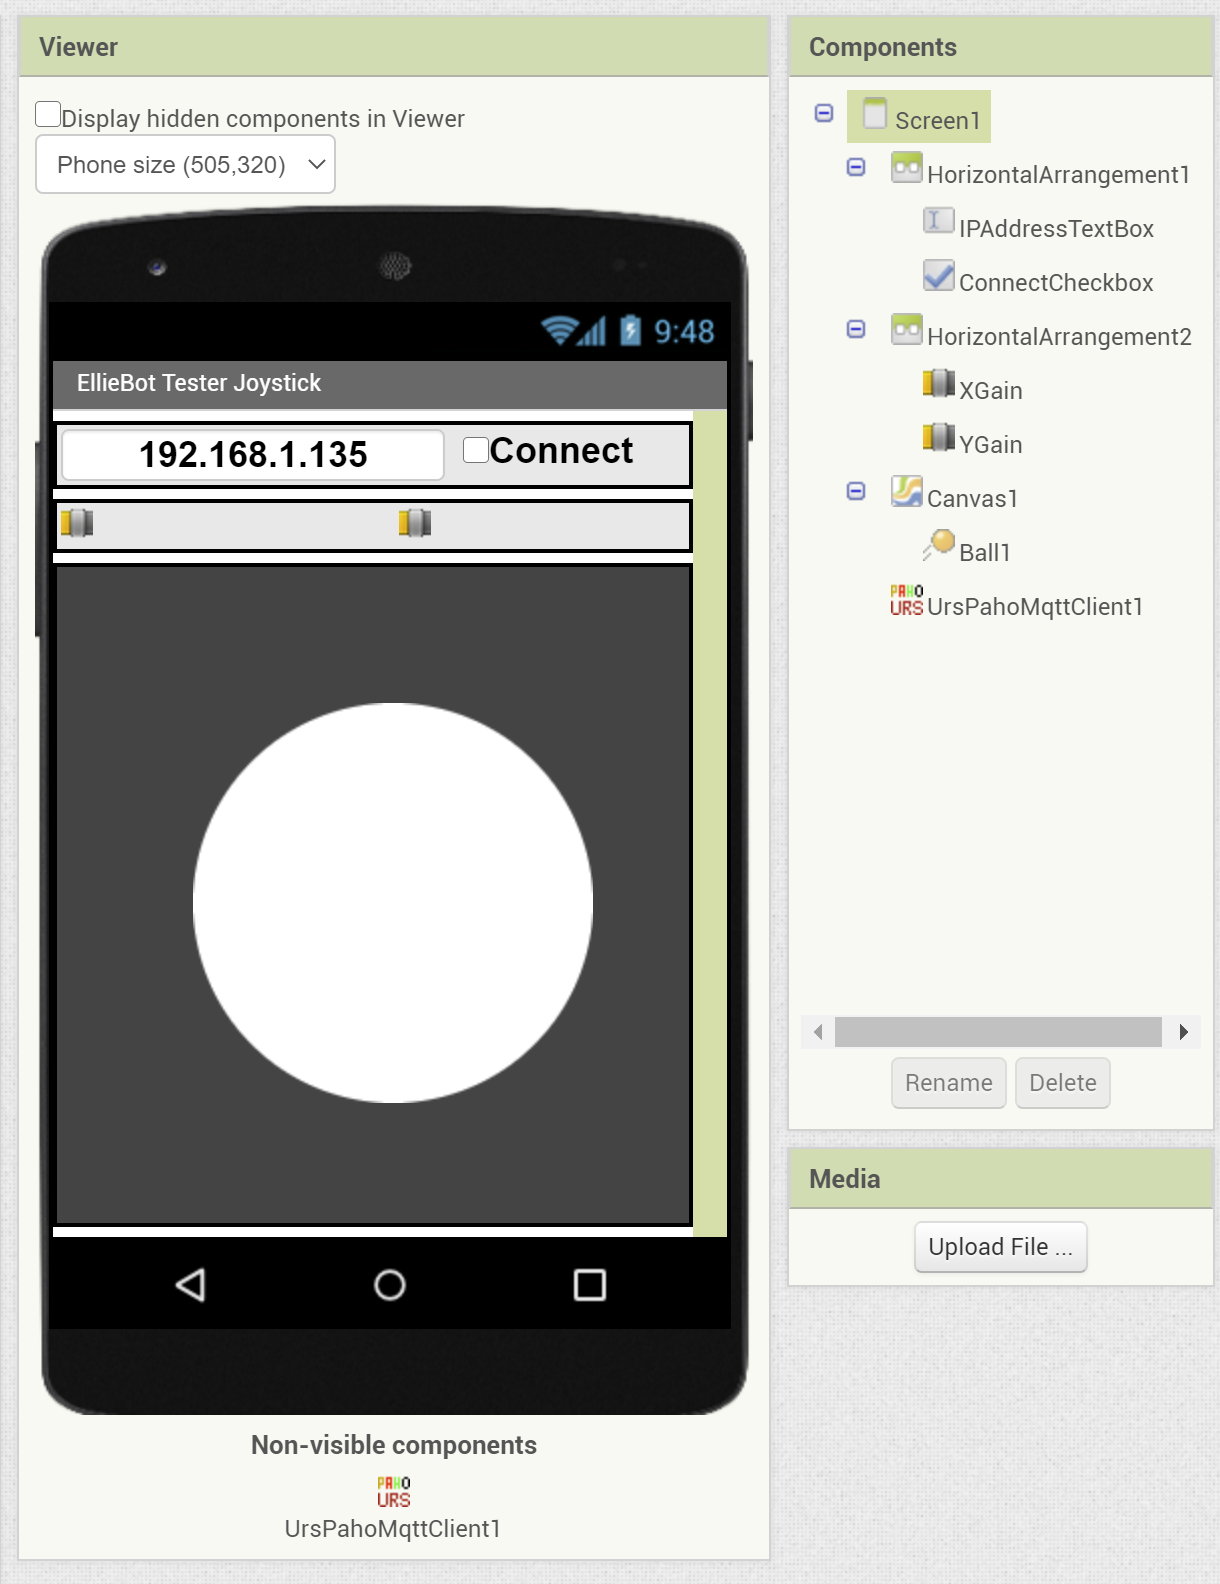 Viewer
Display hidden components in Viewer
Phone size (505,320)
9:48
EllieBot Tester Joystick
192.168.1.135
Connect
Non-visible components
PAHO
URS
UrsPahoMqttClient1
Components
Screen1
HorizontalArrangement1
IPAddressTextBox
ConnectCheckbox
HorizontalArrangement2
XGain
YGain
Canvas1
Ball1
PAHO
URS
UrsPahoMqttClient1
Rename
Delete
Media
Upload File ...